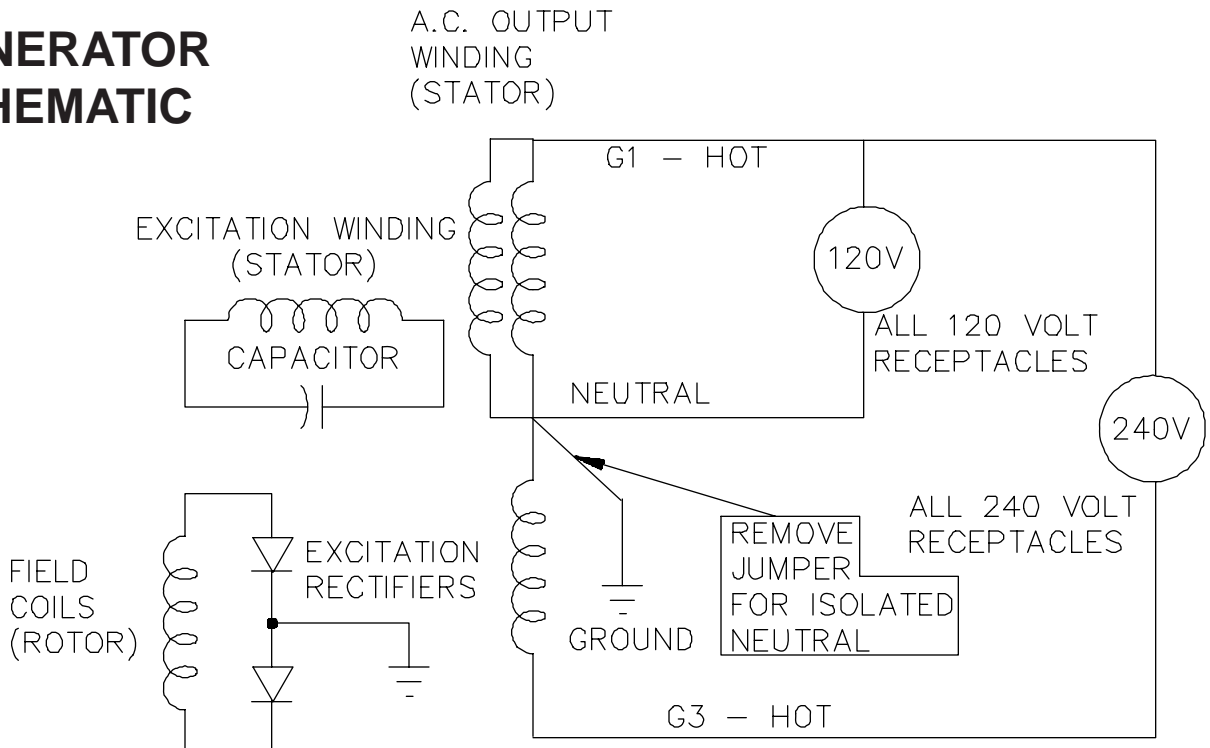 NERATOR
HEMATIC
A.C. OUTPUT
WINDING
(STATOR)
G1 – HOT
EXCITATION WINDING
(STATOR)
120V
CAPACITOR
ALL 120 VOLT
RECEPTACLES
NEUTRAL
240V
ALL 240 VOLT
RECEPTACLES
REMOVE
JUMPER
FOR ISOLATED
NEUTRAL
EXCITATION
RECTIFIERS
FIELD
COILS
(ROTOR)
GROUND
G3 – HOT